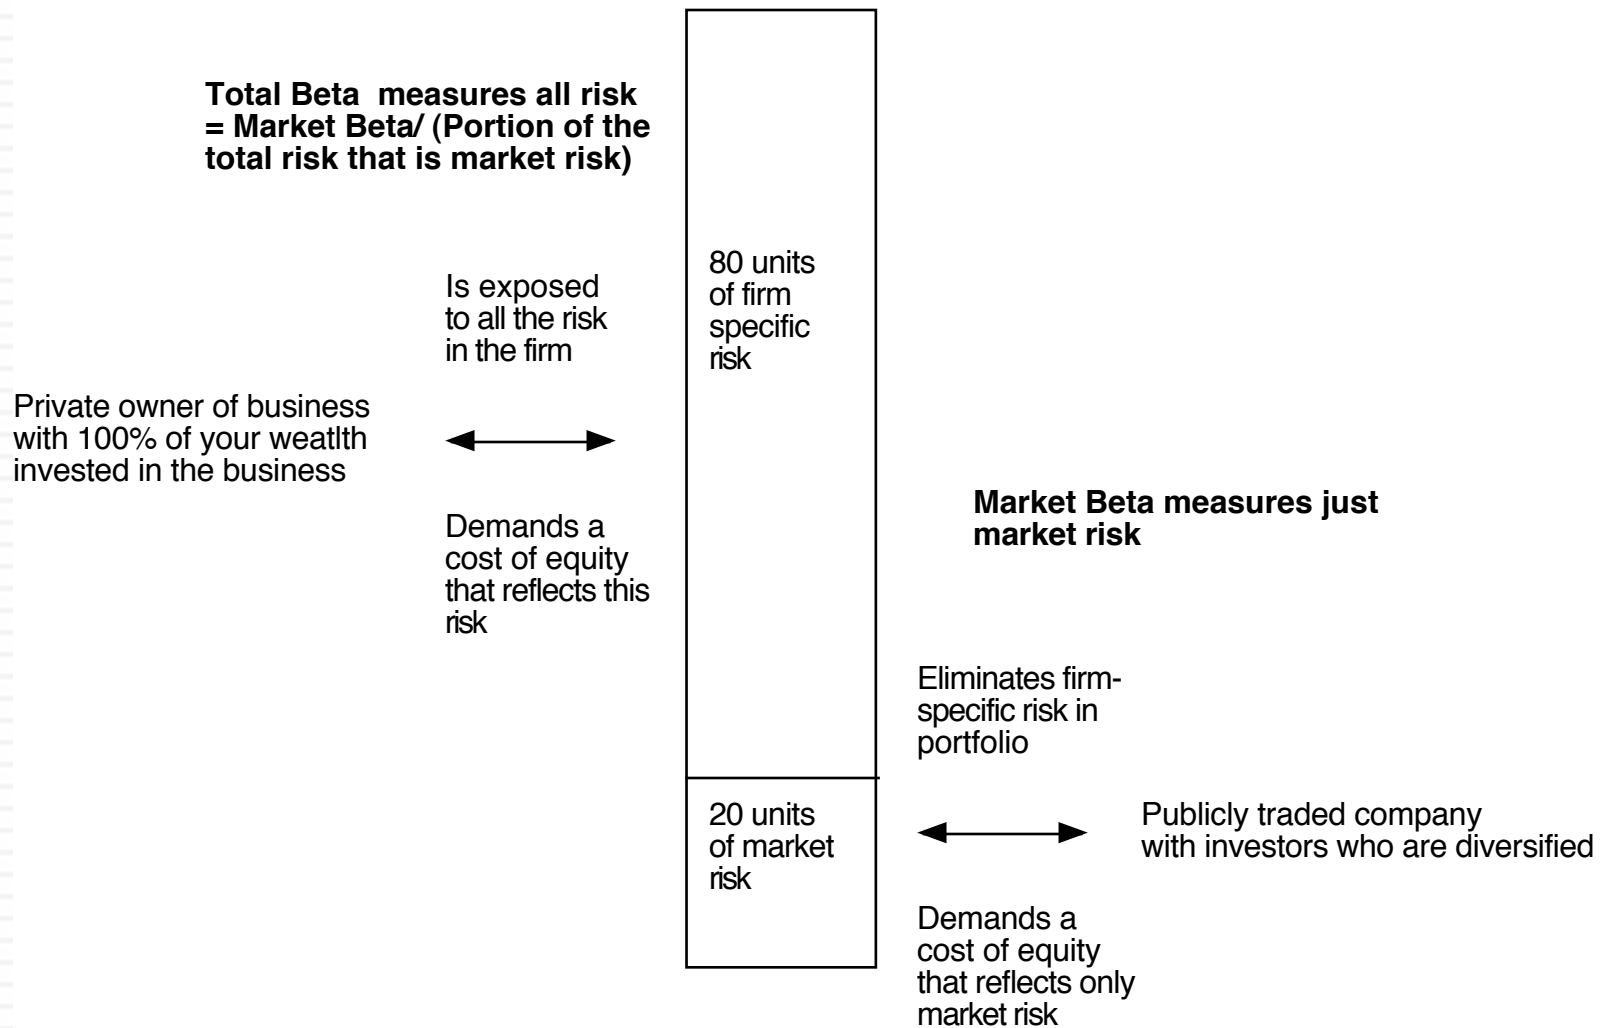 Total Beta  measures all risk
= Market Beta/ (Portion of the
total risk that is market risk)
80 units
of firm
specific
risk
Is exposed
to all the risk
in the firm
Private owner of business
with 100% of your weatlth
invested in the business
Demands a
cost of equity
that reflects this
risk
Market Beta measures just
market risk
Eliminates firm-
specific risk in
portfolio
20 units
of market
risk
Publicly traded company
with investors who are diversified
Demands a
cost of equity
that reflects only
market risk